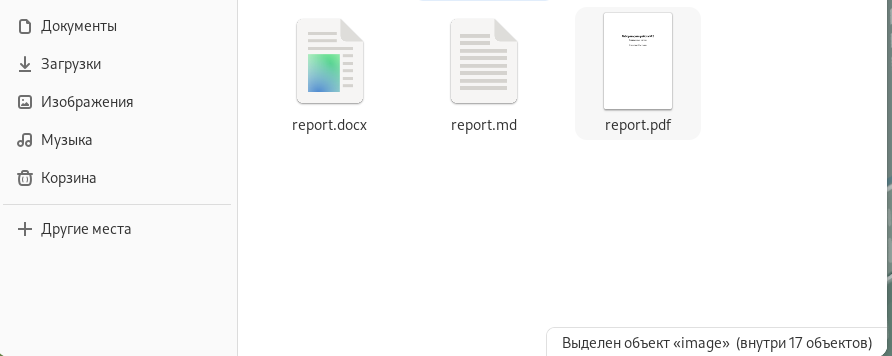 Документы
Загрузки
Изображения
Музыка
Корзина
Другие места
report.docx
report.md
report.pdf
Выделен объект «image» (внутри 17 объектов)